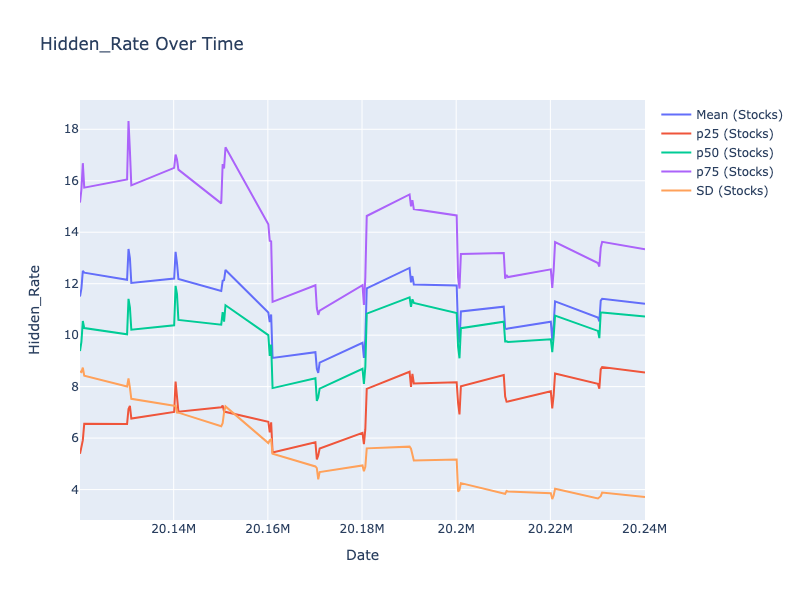 Hidden_Rate Over Time
Mean (Stocks)
p25 (Stocks)
p50 (Stocks)
p75 (Stocks)
SD (Stocks)
Hidden_Rate
18
16
14
12
10
8
6
4
20.14M 20.16M 20.18M 20.2M 20.22M 20.24M
Date